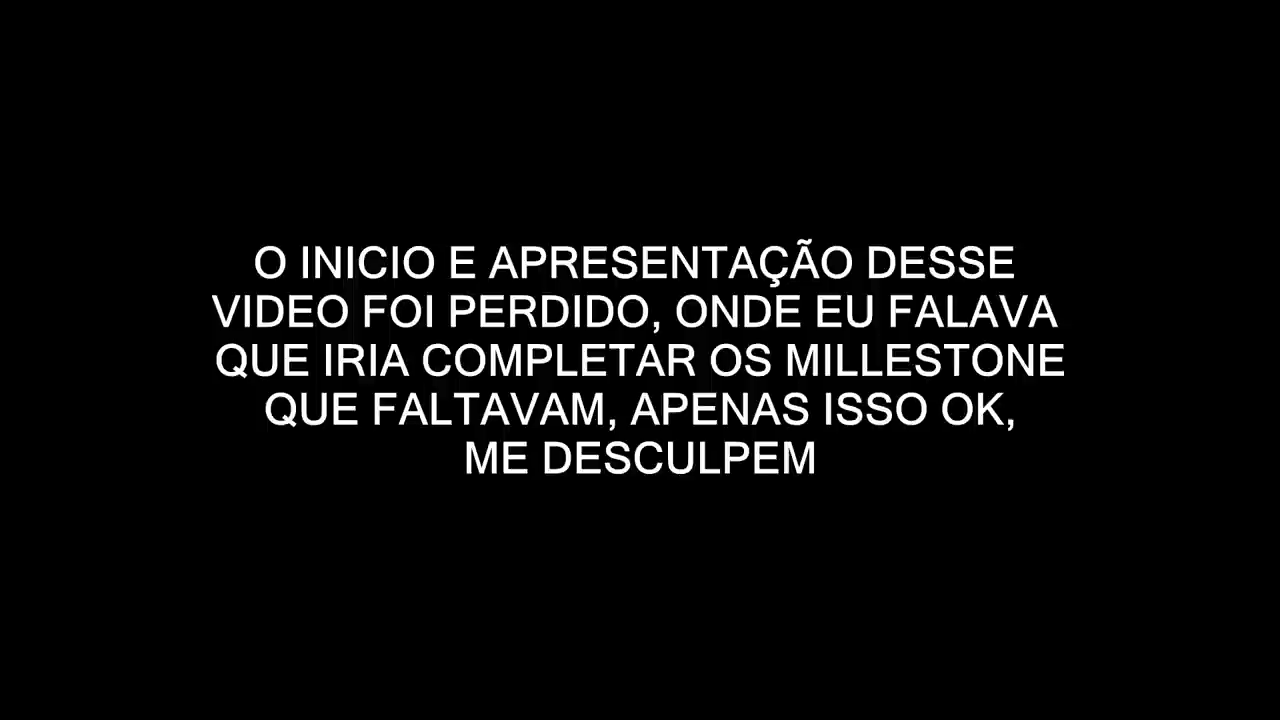 O INICIO E APRESENTAÇÃO DESSE
VIDEO FOI PERDIDO, ONDE EU FALAVA
QUE IRIA COMPLETAR OS MILLESTONE
QUE FALTAVAM, APENAS ISSO OK,
ME DESCULPEM